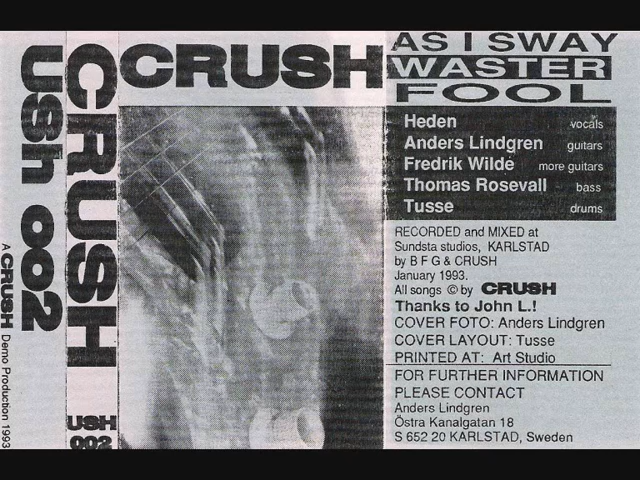 USh 002
A CRUSH Demo Production 1993
CRUSH
USH
002
CRUSH
AS I SWAY
WASTER
FOOL
Heden vocals
Anders Lindgren guitars
Fredrik Wilde more guitars
Thomas Rosevall bass
Tusse drums
RECORDED and MIXED at
Sundsta studios, KARLSTAD
by B F G & CRUSH
January 1993.
All songs © by CRUSH
Thanks to John L.!
COVER FOTO: Anders Lindgren
COVER LAYOUT: Tusse
PRINTED AT: Art Studio
FOR FURTHER INFORMATION
PLEASE CONTACT
Anders Lindgren
Östra Kanalgatan 18
S 652 20 KARLSTAD, Sweden